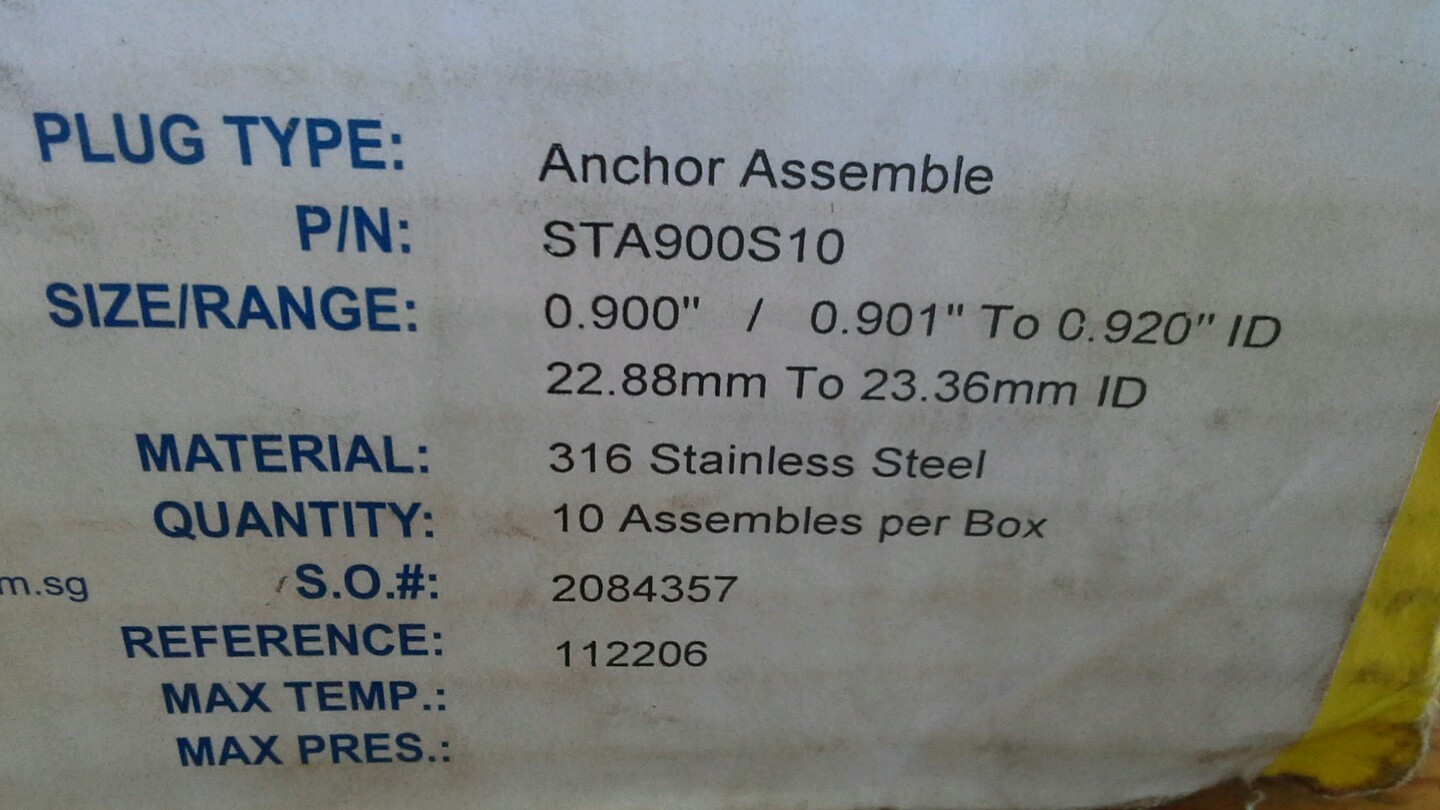 PLUG TYPE: Anchor Assemble
P/N: STA900S10
SIZE/RANGE: 0.900" / 0.901" To 0.920" ID
22.88mm To 23.36mm ID
MATERIAL: 316 Stainless Steel
QUANTITY: 10 Assembles per Box
m.sg S.O.#: 2084357
REFERENCE: 112206
MAX TEMP.:
MAX PRES.: